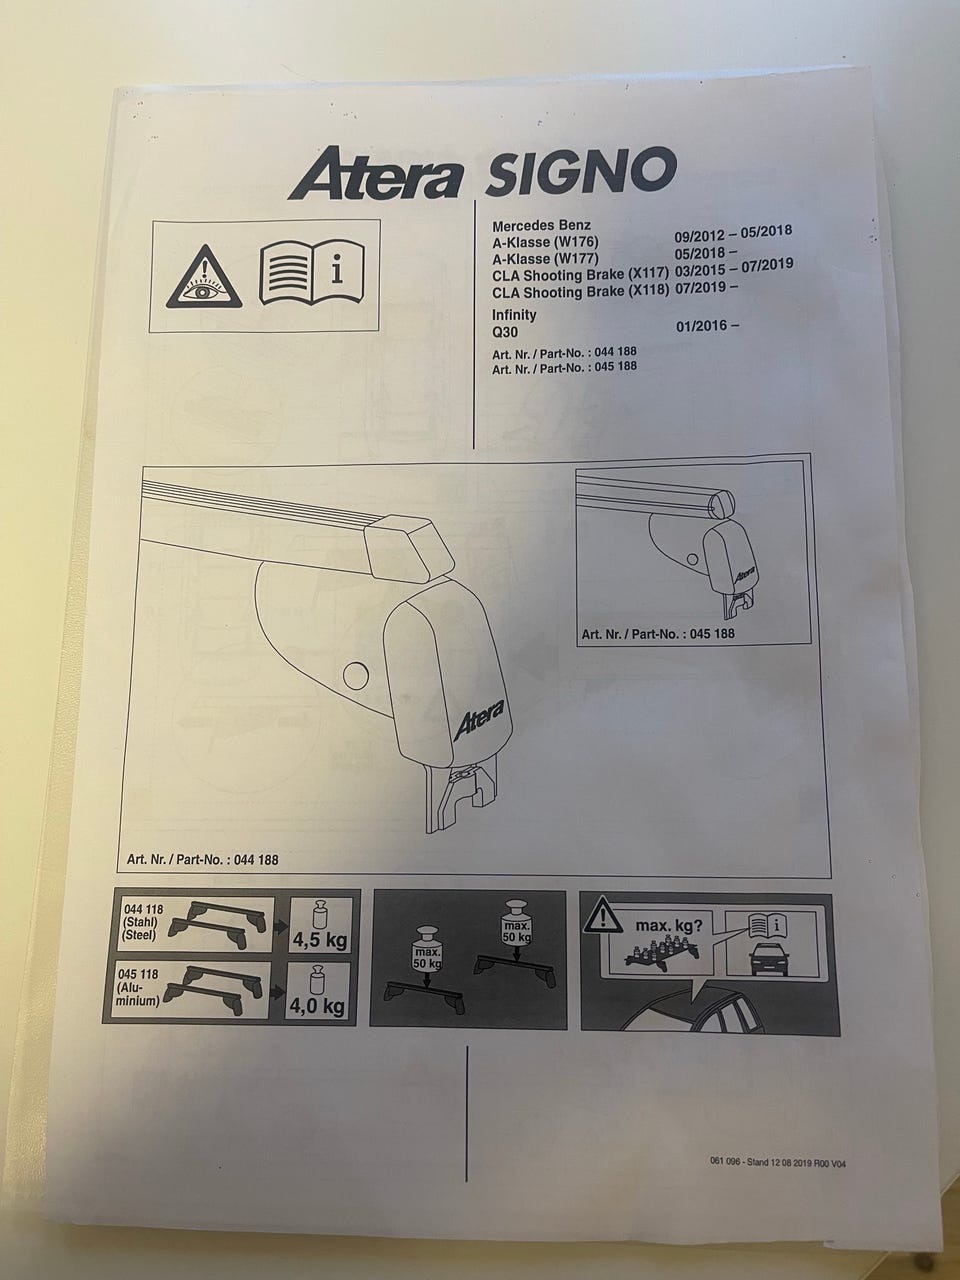 Atera SIGNO
Mercedes Benz
A-Klasse (W176) 09/2012 – 05/2018
A-Klasse (W177) 05/2018 –
CLA Shooting Brake (X117) 03/2015 – 07/2019
CLA Shooting Brake (X118) 07/2019 –
Infinity
Q30 01/2016 –
Art. Nr. / Part-No. : 044 188
Art. Nr. / Part-No. : 045 188
! i
Atera
Art. Nr. / Part-No. : 045 188
Atera
Art. Nr. / Part-No. : 044 188
044 118
(Stahl)
(Steel)
4,5 kg
045 118
(Alu-
minium)
4,0 kg
max.
50 kg
max.
50 kg
! max. kg? i
061 096 - Stand 12 08 2019 R00 V04